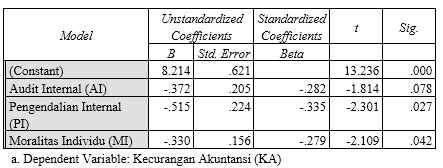 Model Unstandardized Coefficients Standardized Coefficients t Sig.
B Std. Error Beta
(Constant) 8.214 .621 13.236 .000
Audit Internal (AI) -.372 .205 -.282 -1.814 .078
Pengendalian Internal (PI) -.515 .224 -.335 -2.301 .027
Moralitas Individu (MI) -.330 .156 -.279 -2.109 .042
a. Dependent Variable: Kecurangan Akuntansi (KA)